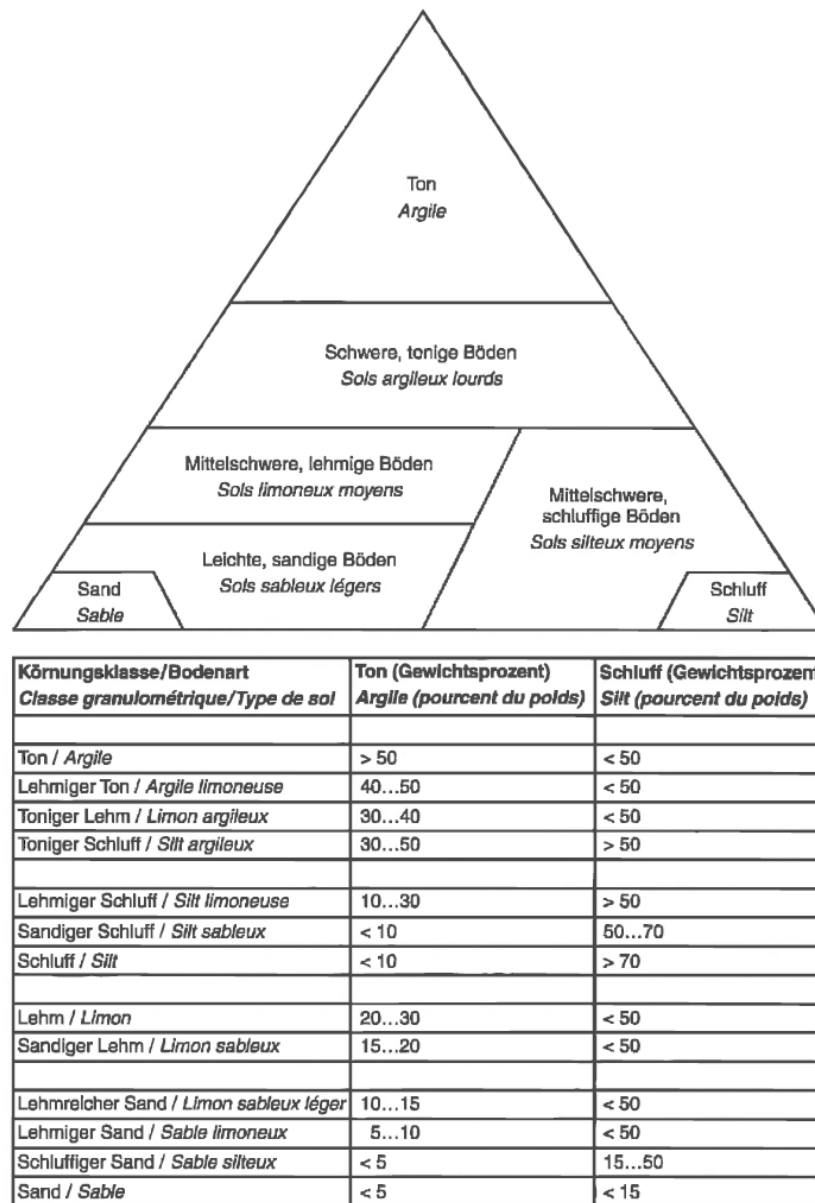 Ton
Argile
Schwere, tonige Böden
Sols argileux lourds
Mittelschwere, lehmige Böden
Sols limoneux moyens
Mittelschwere,
schluffige Böden
Sols silteux moyens
Leichte, sandige Böden
Sols sableux légers
Sand
Sable
Schluff
Silt
Körnungsklasse/Bodenart Ton (Gewichtsprozent) Schluff (Gewichtsprozent
Classe granulométrique/Type de sol Argile (pourcent du poids) Silt (pourcent du poids)
Ton / Argile > 50 < 50
Lehmiger Ton / Argile limoneuse 40...50 < 50
Toniger Lehm / Limon argileux 30...40 < 50
Toniger Schluff / Silt argileux 30...50 > 50
Lehmiger Schluff / Silt limoneuse 10...30 > 50
Sandiger Schluff / Silt sableux < 10 50...70
Schluff / Silt < 10 > 70
Lehm / Limon 20...30 < 50
Sandiger Lehm / Limon sableux 15...20 < 50
Lehmreicher Sand / Limon sableux léger 10...15 < 50
Lehmiger Sand / Sable limoneux 5...10 < 50
Schluffiger Sand / Sable silteux < 5 15...50
Sand / Sable < 5 < 15